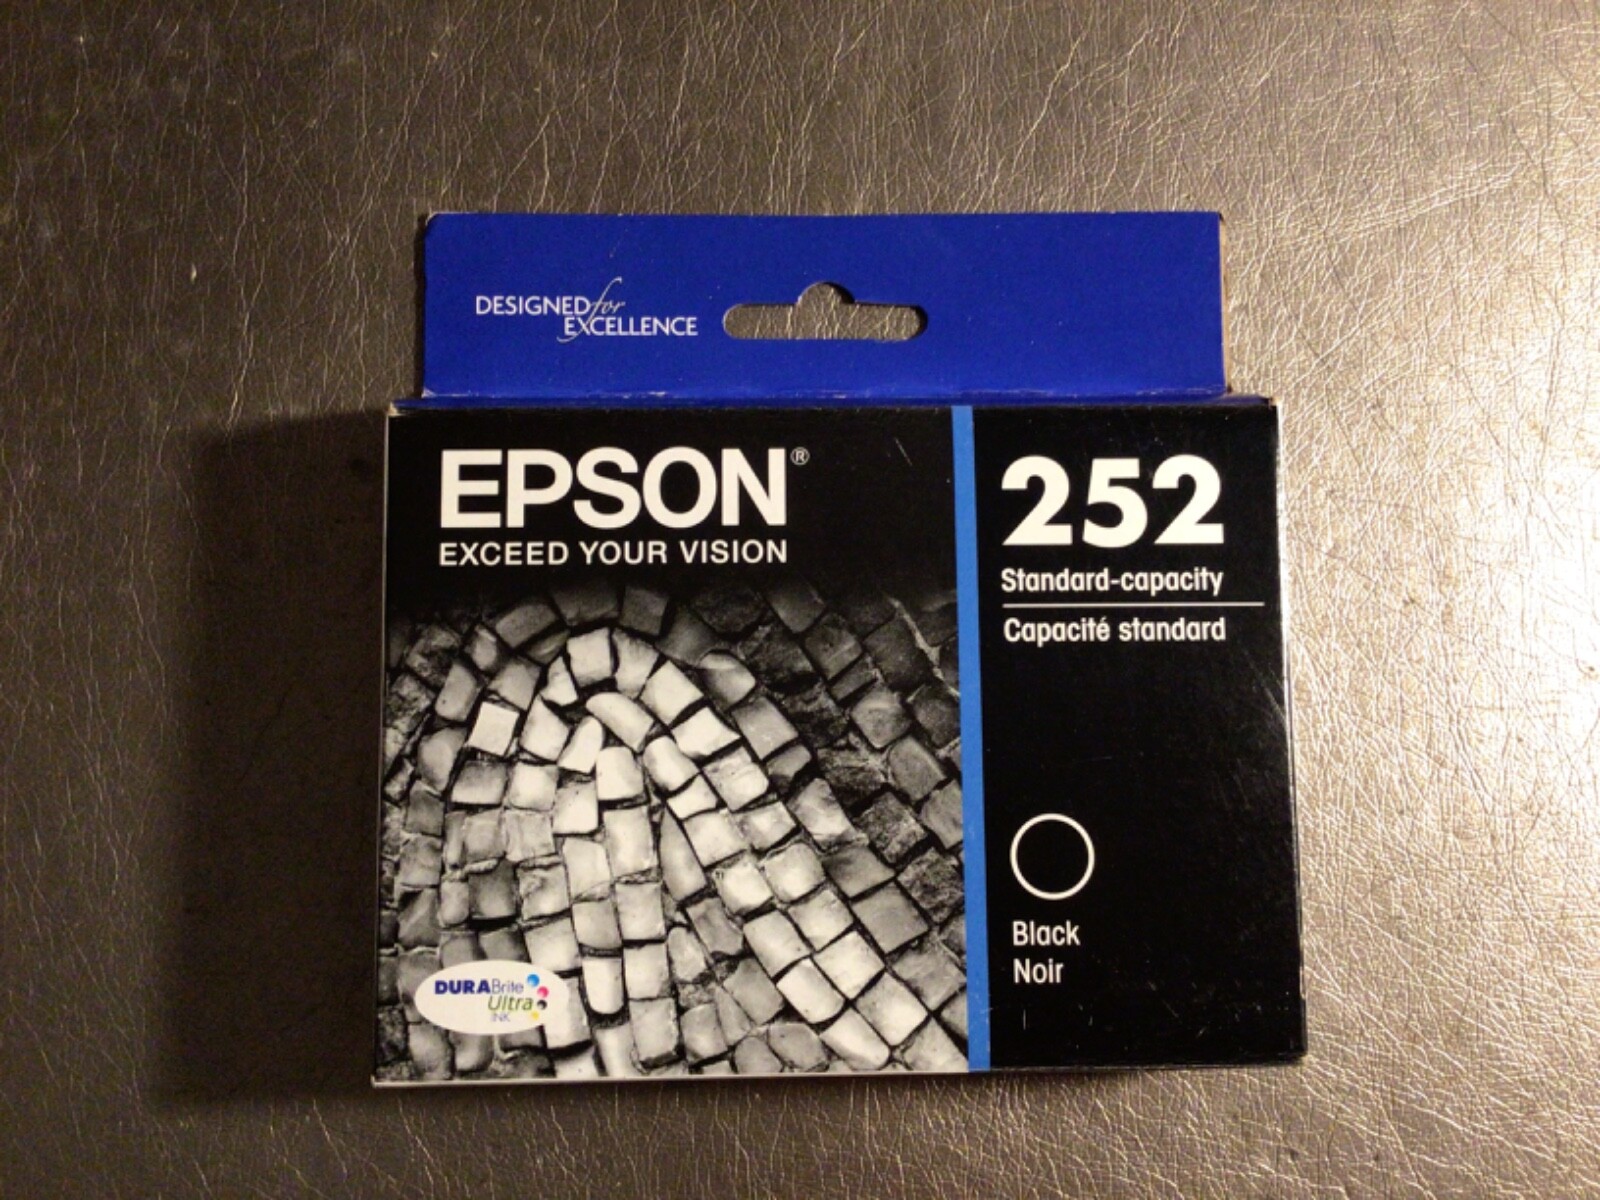 DESIGNED for
EXCELLENCE
EPSON®
EXCEED YOUR VISION
252
Standard-capacity
Capacité standard
Black
Noir
DURABrite
Ultra
INK